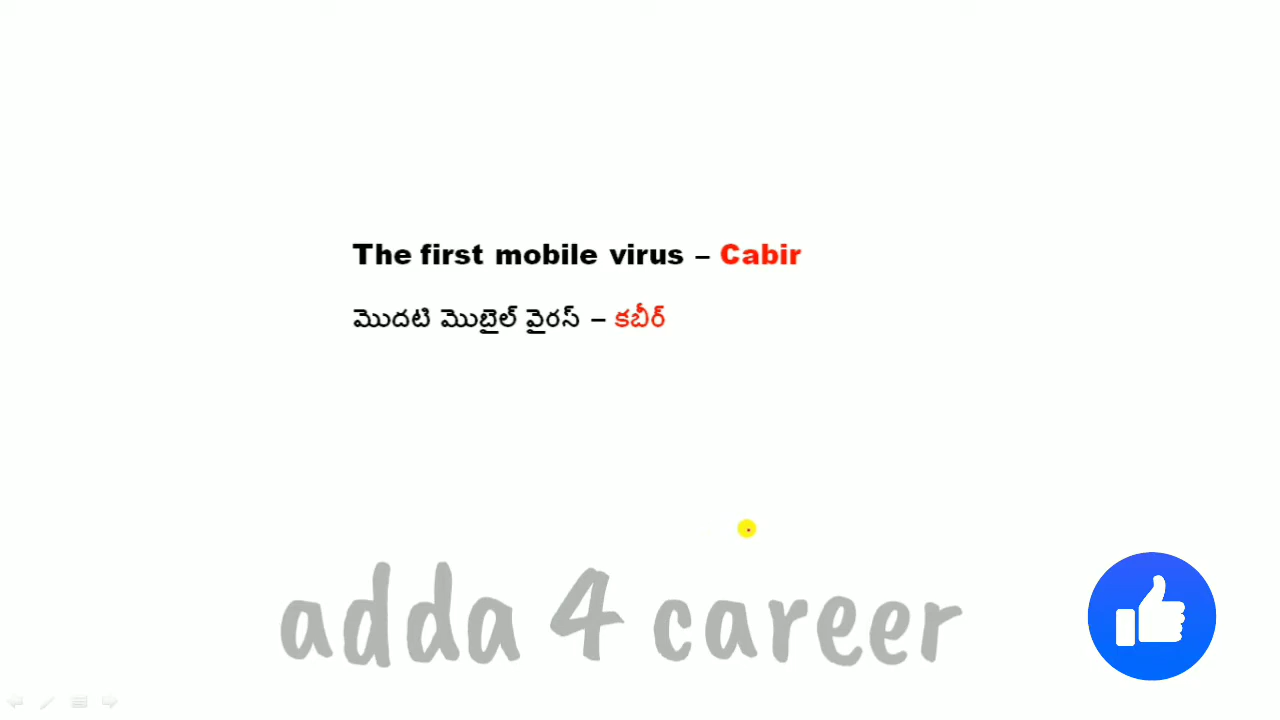 The first mobile virus – Cabir
మొదటి మొబైల్ వైరస్ – కబీర్
adda 4 career